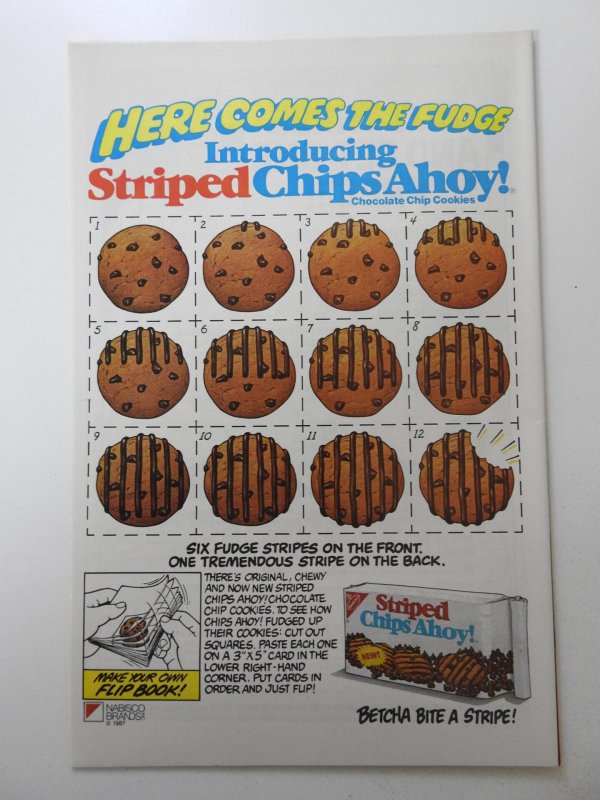 HERE COMES THE FUDGE
Introducing
Striped Chips Ahoy!®
Chocolate Chip Cookies
1 2 3 4
5 6 7 8
9 10 11 12
SIX FUDGE STRIPES ON THE FRONT.
ONE TREMENDOUS STRIPE ON THE BACK.
THERE'S ORIGINAL, CHEWY
AND NOW NEW STRIPED
CHIPS AHOY! CHOCOLATE
CHIP COOKIES. TO SEE HOW
CHIPS AHOY! FUDGED UP
THEIR COOKIES: CUT OUT
SQUARES. PASTE EACH ONE
ON A 3"X 5" CARD IN THE
LOWER RIGHT-HAND
CORNER. PUT CARDS IN
ORDER AND JUST FLIP!
MAKE YOUR OWN
FLIP BOOK!
Striped
Chips Ahoy!
NEW!
NABISCO
BRANDS
© 1987
BETCHA BITE A STRIPE!